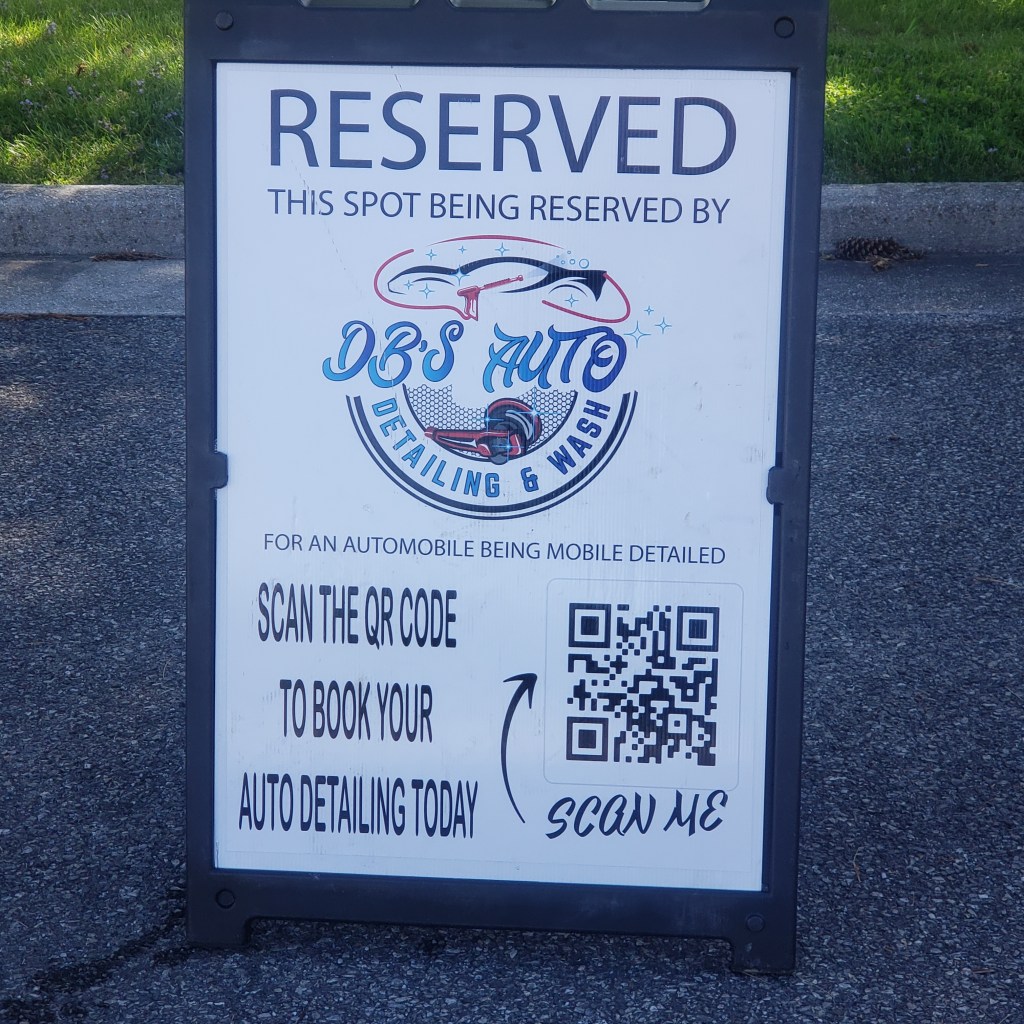 RESERVED
THIS SPOT BEING RESERVED BY
DB'S AUTO
DETAILING & WASH
FOR AN AUTOMOBILE BEING MOBILE DETAILED
SCAN THE QR CODE
TO BOOK YOUR
AUTO DETAILING TODAY
SCAN ME